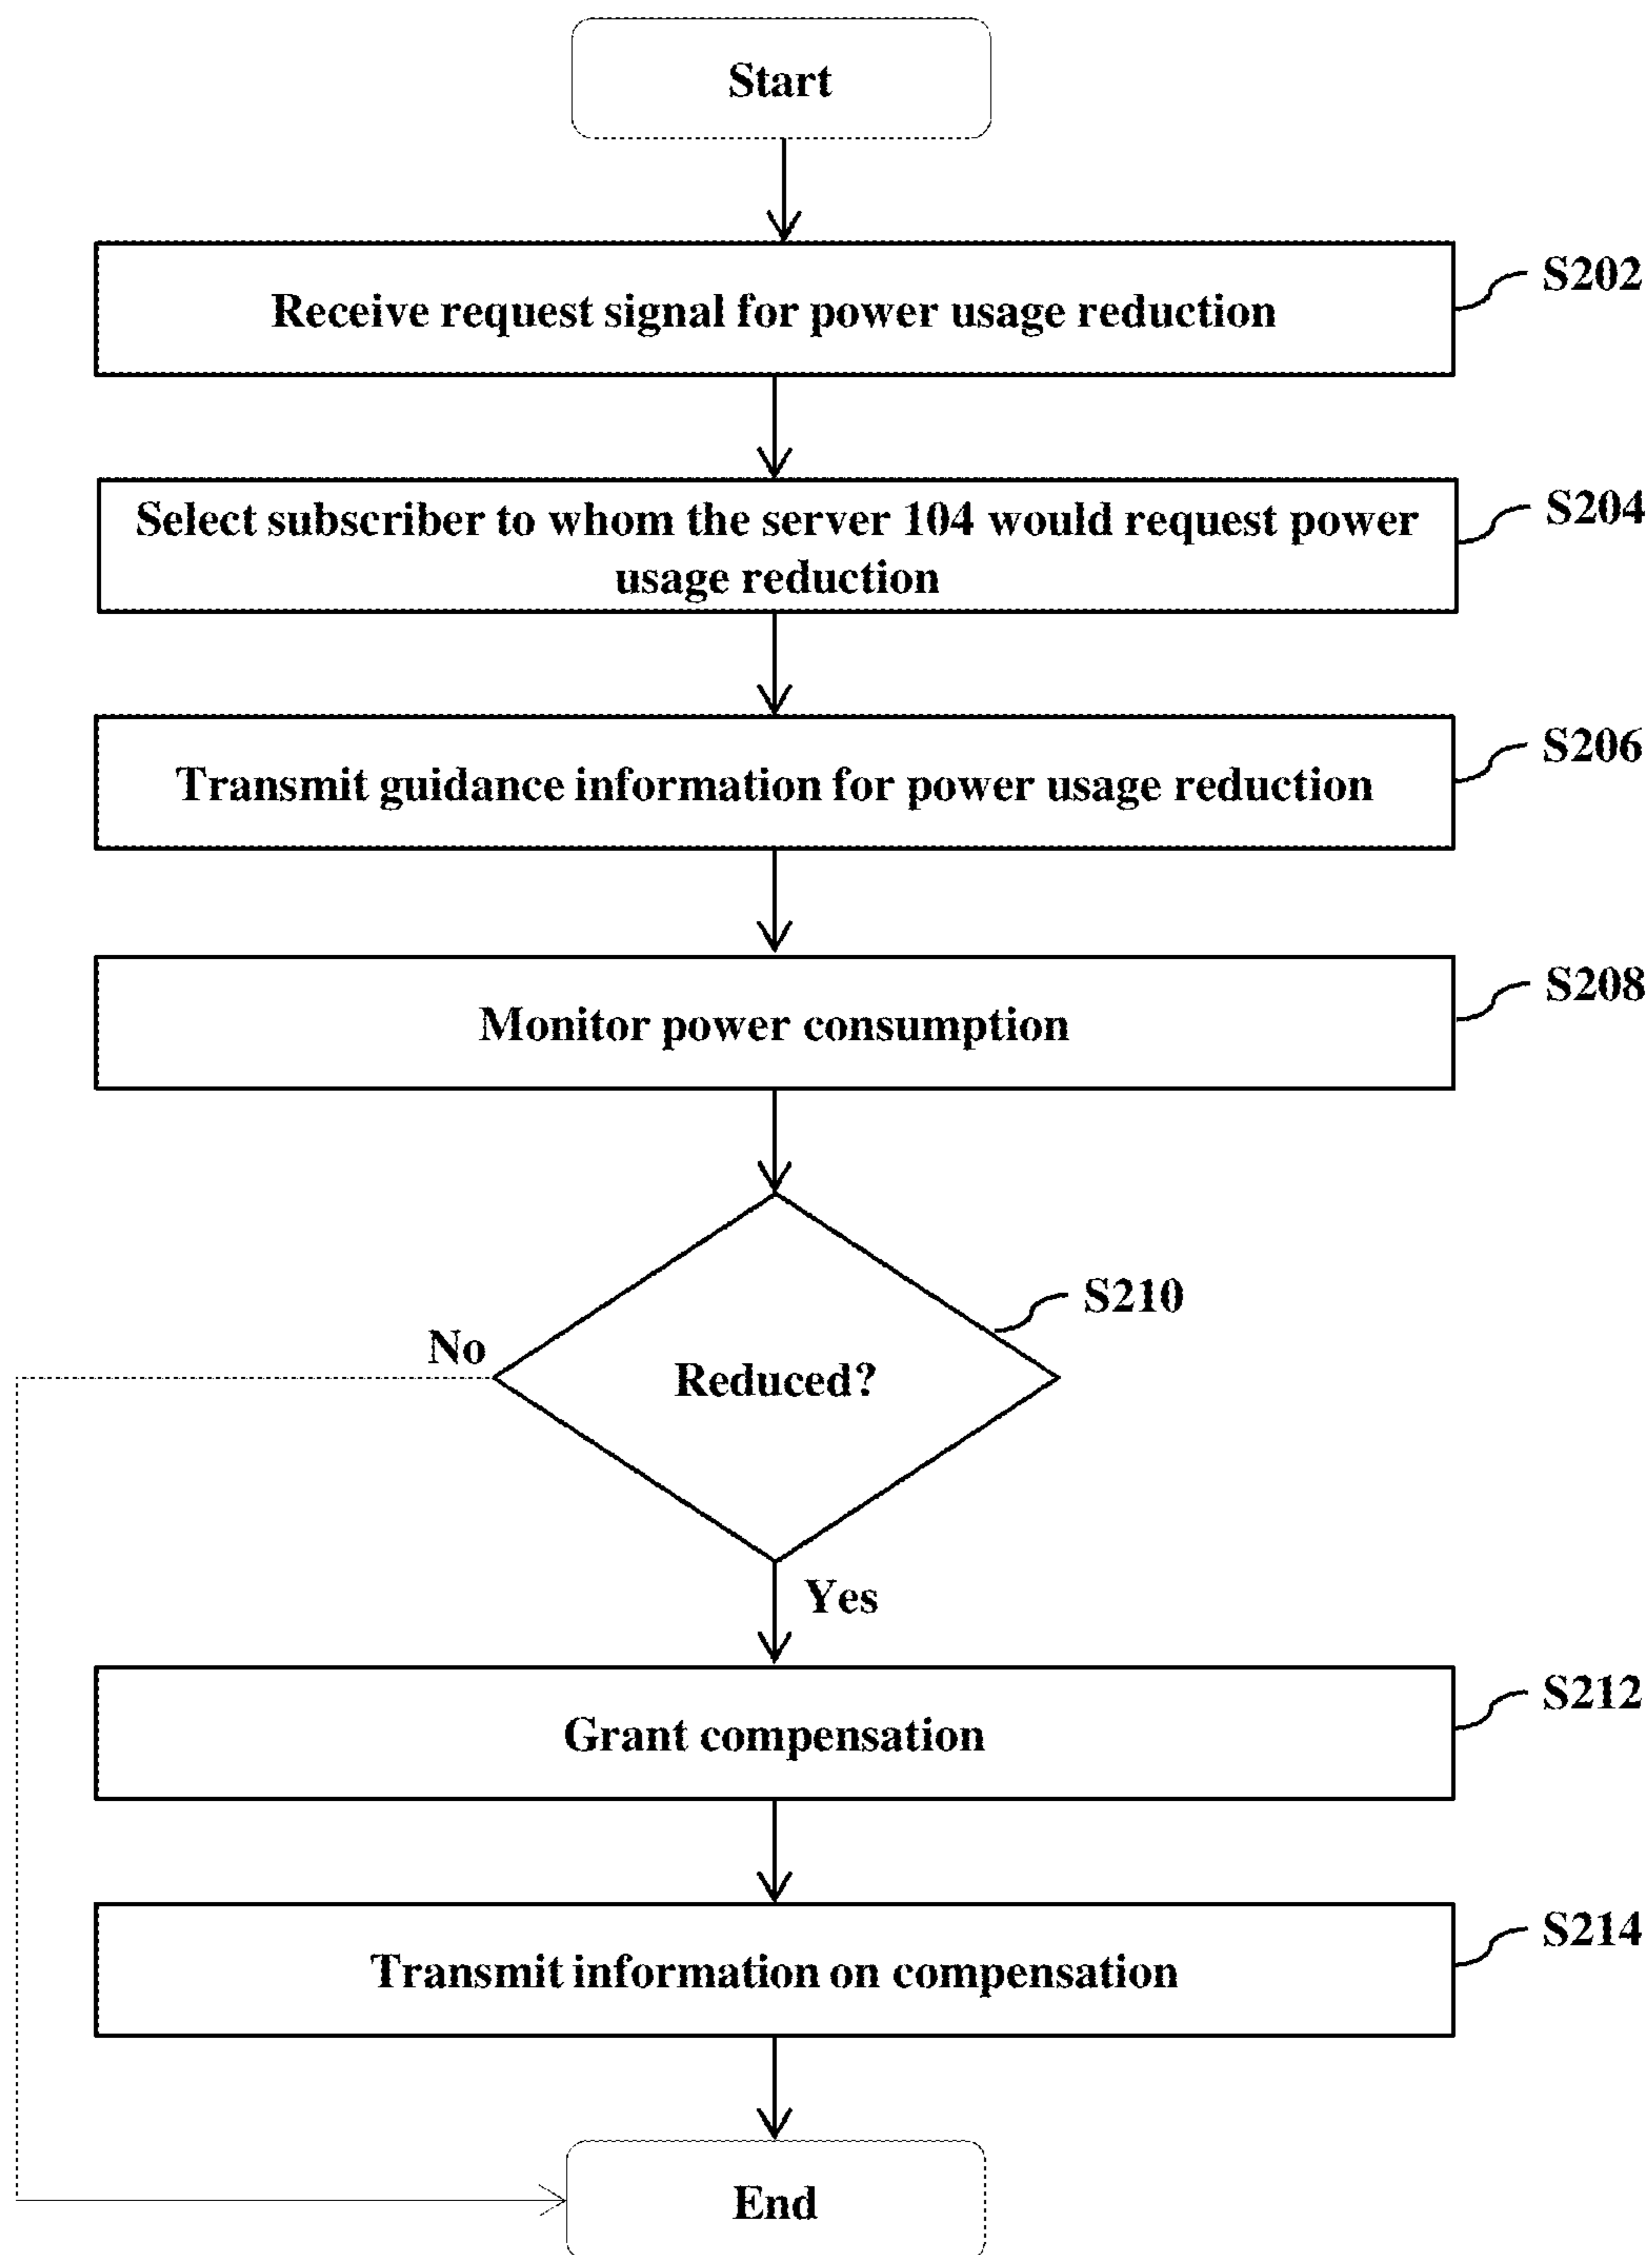 Start
Receive request signal for power usage reduction
S202
Select subscriber to whom the server 104 would request power
usage reduction
S204
Transmit guidance information for power usage reduction
S206
Monitor power consumption
S208
Reduced?
S210
No
Yes
Grant compensation
S212
Transmit information on compensation
S214
End